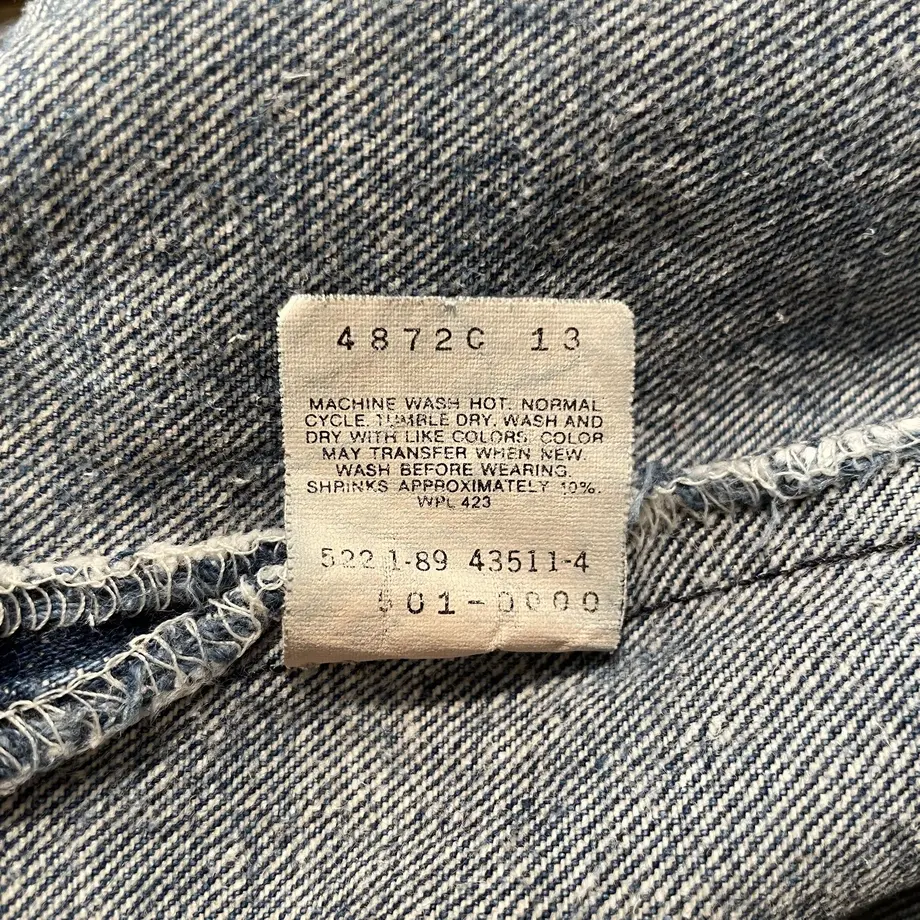 4872C 13
MACHINE WASH HOT, NORMAL
CYCLE. TUMBLE DRY. WASH AND
DRY WITH LIKE COLORS. COLOR
MAY TRANSFER WHEN NEW.
WASH BEFORE WEARING.
SHRINKS APPROXIMATELY 10%.
WPL 423
522 1-89 43511-4
501-0000